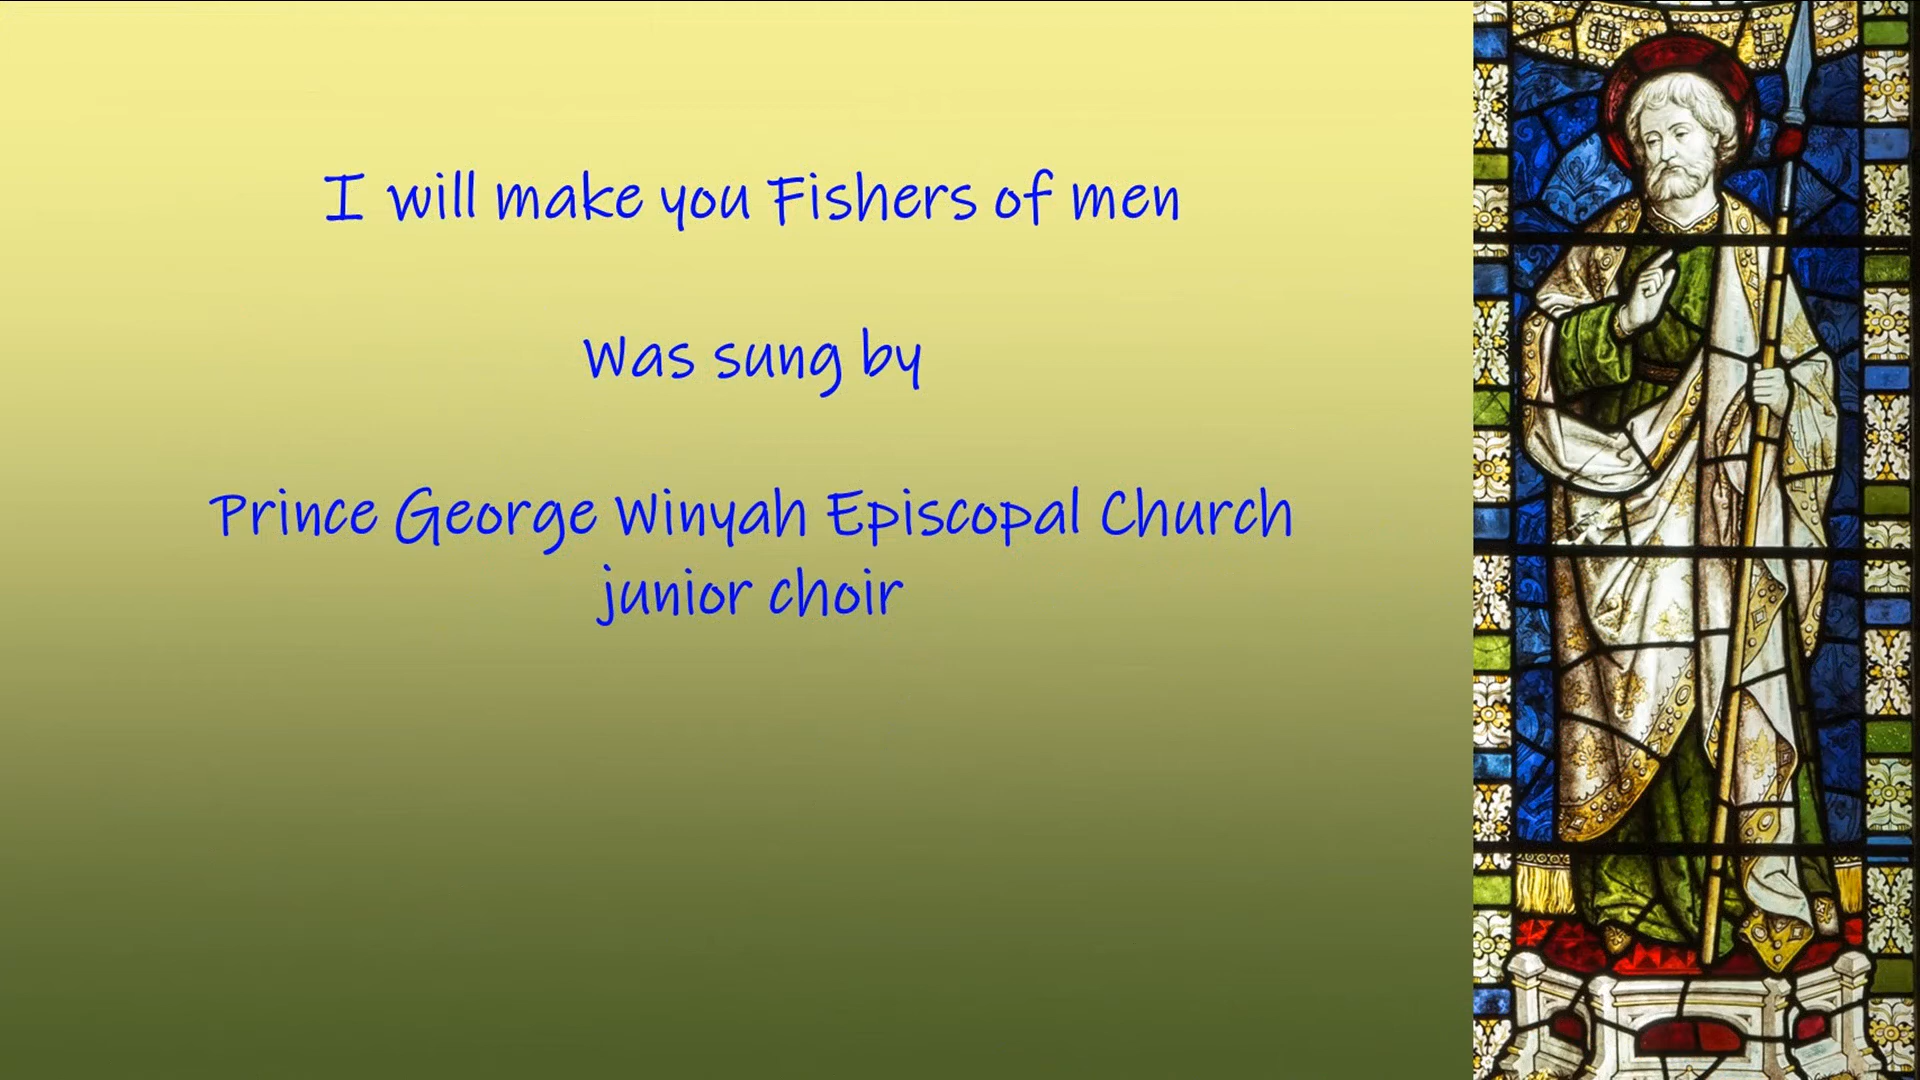 I will make you Fishers of men
Was sung by
Prince George Winyah Episcopal Church
junior choir